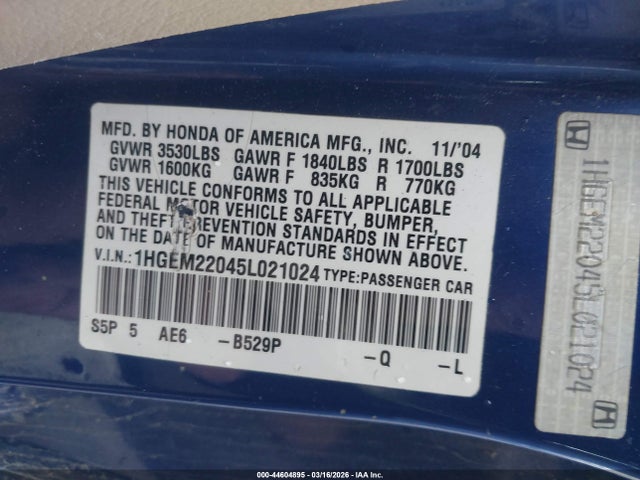 MFD. BY HONDA OF AMERICA MFG., INC. 11/'04
GVWR 3530LBS GAWR F 1840LBS R 1700LBS
GVWR 1600KG GAWR F 835KG R 770KG
THIS VEHICLE CONFORMS TO ALL APPLICABLE
FEDERAL MOTOR VEHICLE SAFETY, BUMPER,
AND THEFT PREVENTION STANDARDS IN EFFECT
ON THE DATE OF MANUFACTURE SHOWN ABOVE.
V.I.N.: 1HGEM22045L021024 TYPE:PASSENGER CAR
S5P 5 AE6 -B529P -Q -L
1HGEM22045L021024
000-44604895 - 03/16/2026 - IAA Inc.